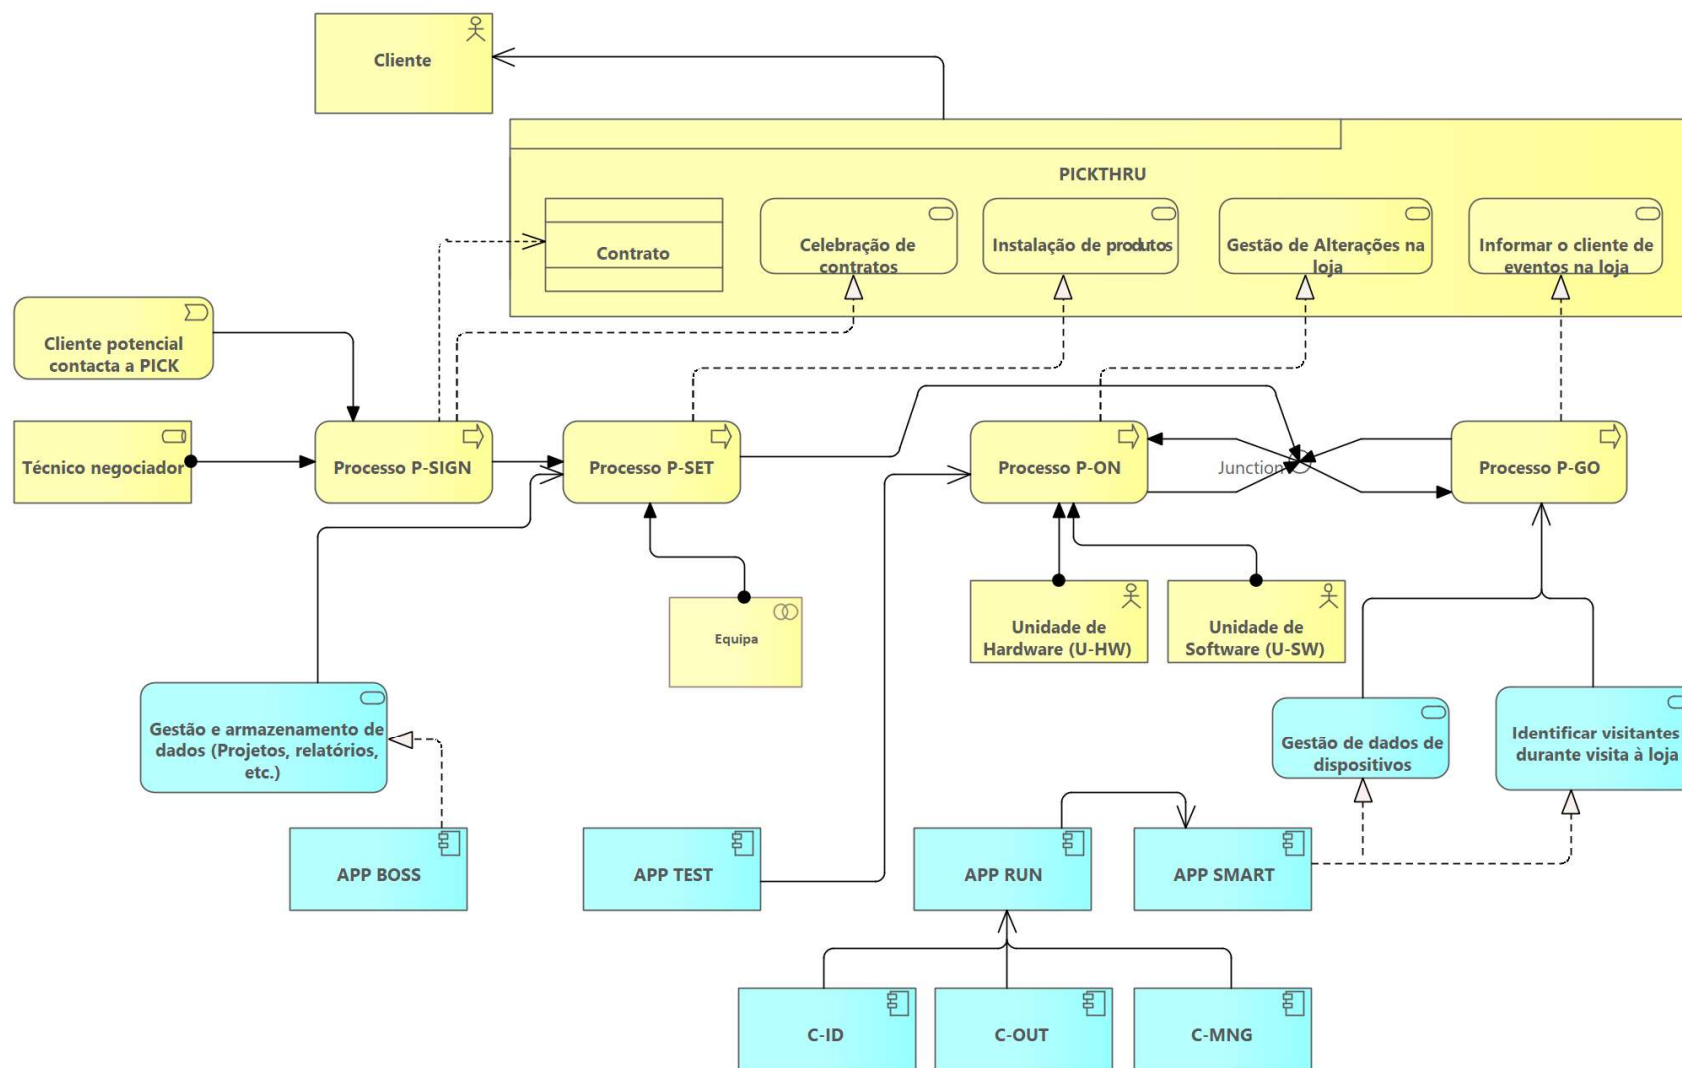 Cliente
PICKTHRU
Contrato
Celebração de
contratos
Instalação de produtos
Gestão de Alterações na
loja
Informar o cliente de
eventos na loja
Cliente potencial
contacta a PICK
Técnico negociador
Processo P-SIGN
Processo P-SET
Processo P-ON
Junction
Processo P-GO
Equipa
Unidade de
Hardware (U-HW)
Unidade de
Software (U-SW)
Gestão e armazenamento de
dados (Projetos, relatórios,
etc.)
Gestão de dados de
dispositivos
Identificar visitantes
durante visita à loja
APP BOSS
APP TEST
APP RUN
APP SMART
C-ID
C-OUT
C-MNG